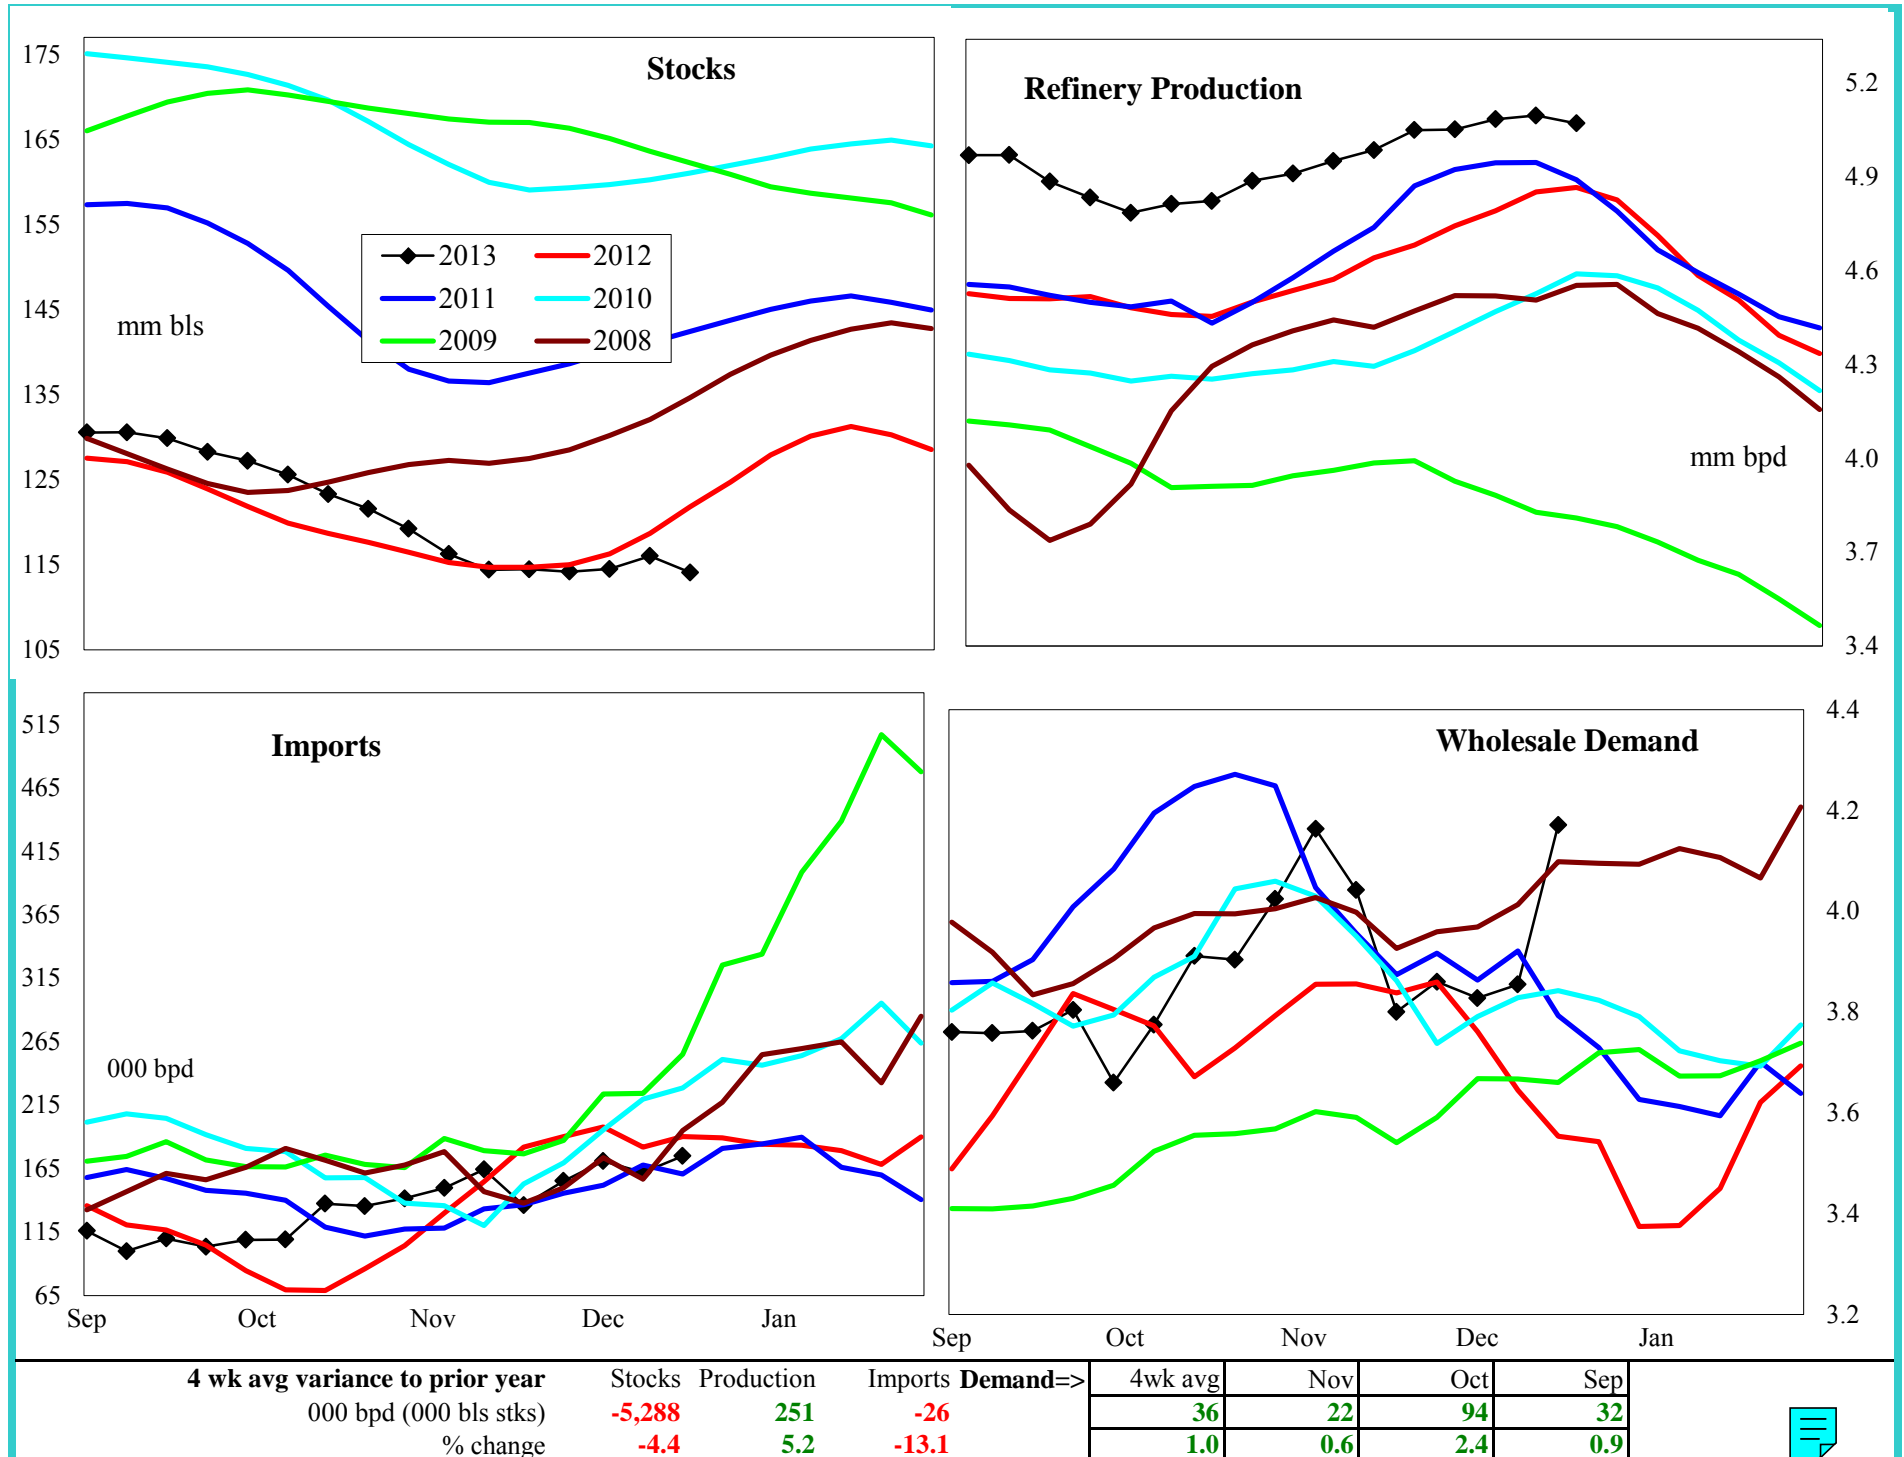 Stocks
175
165
155
145
135
125
115
105
mm bls
2013 2012
2011 2010
2009 2008
Refinery Production
5.2
4.9
4.6
4.3
4.0
3.7
3.4
mm bpd
Imports
515
465
415
365
315
265
215
165
115
65
000 bpd
Sep Oct Nov Dec Jan
Wholesale Demand
4.4
4.2
4.0
3.8
3.6
3.4
3.2
Sep Oct Nov Dec Jan
4 wk avg variance to prior year Stocks Production Imports Demand=> 4wk avg Nov Oct Sep
000 bpd (000 bls stks) -5,288 251 -26 36 22 94 32
% change -4.4 5.2 -13.1 1.0 0.6 2.4 0.9